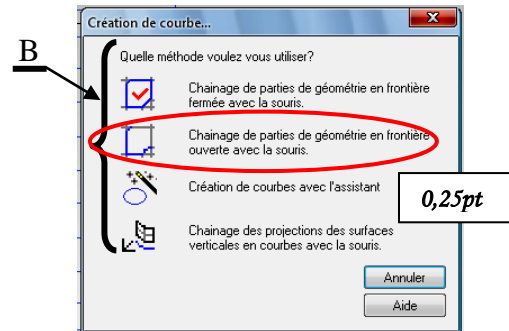 Création de courbe...
X
B
Quelle méthode voulez vous utiliser?
Chainage de parties de géométrie en frontière
fermée avec la souris.
Chainage de parties de géométrie en frontière
ouverte avec la souris.
Création de courbes avec l'assistant
0,25pt
Chainage des projections des surfaces
verticales en courbes avec la souris.
Annuler
Aide